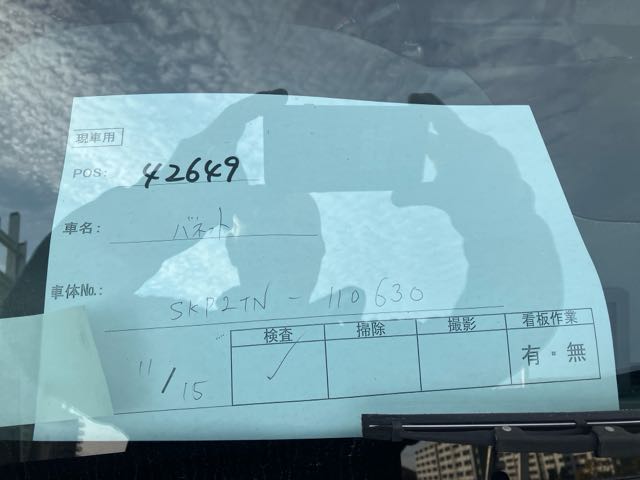 現車用
POS: 42649
車名: バネット
車体No.: SKP2TN-110630
11/15
検査 掃除 撮影 看板作業
✓ 有・無